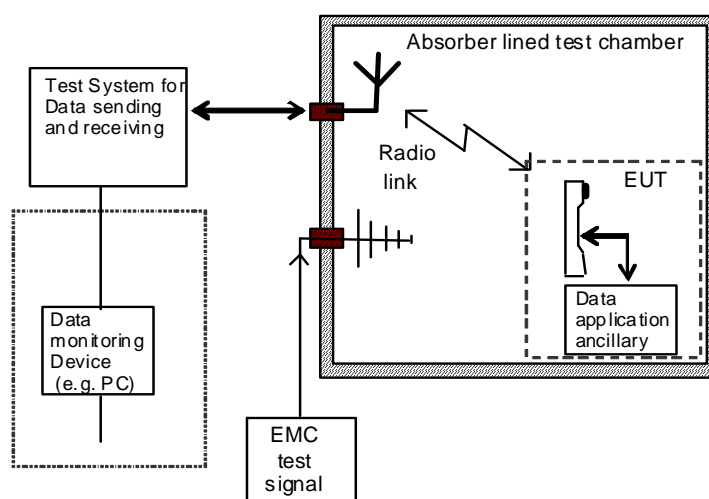 Absorber lined test chamber
Test System for
Data sending
and receiving
Radio
link
EUT
Data
application
ancillary
Data
monitoring
Device
(e.g. PC)
EMC
test
signal